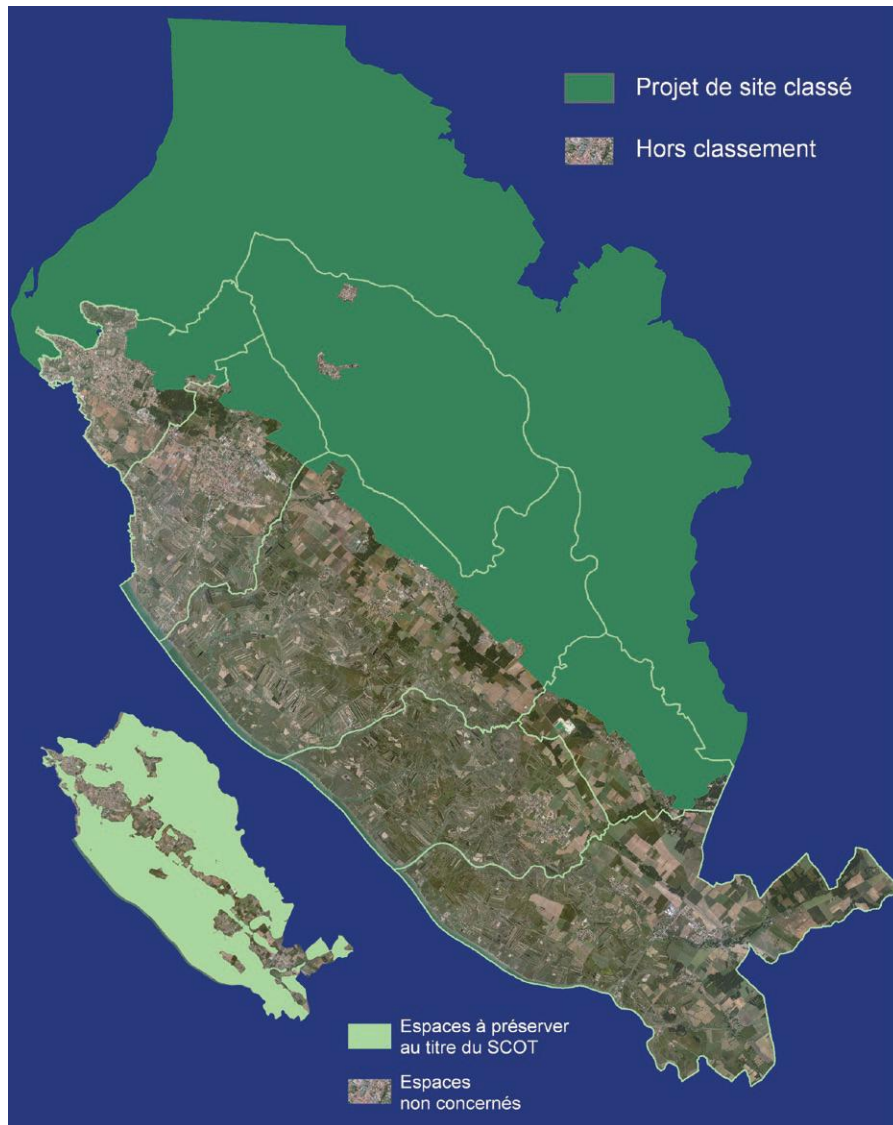 Projet de site classé
Hors classement
Espaces à préserver
au titre du SCOT
Espaces
non concernés